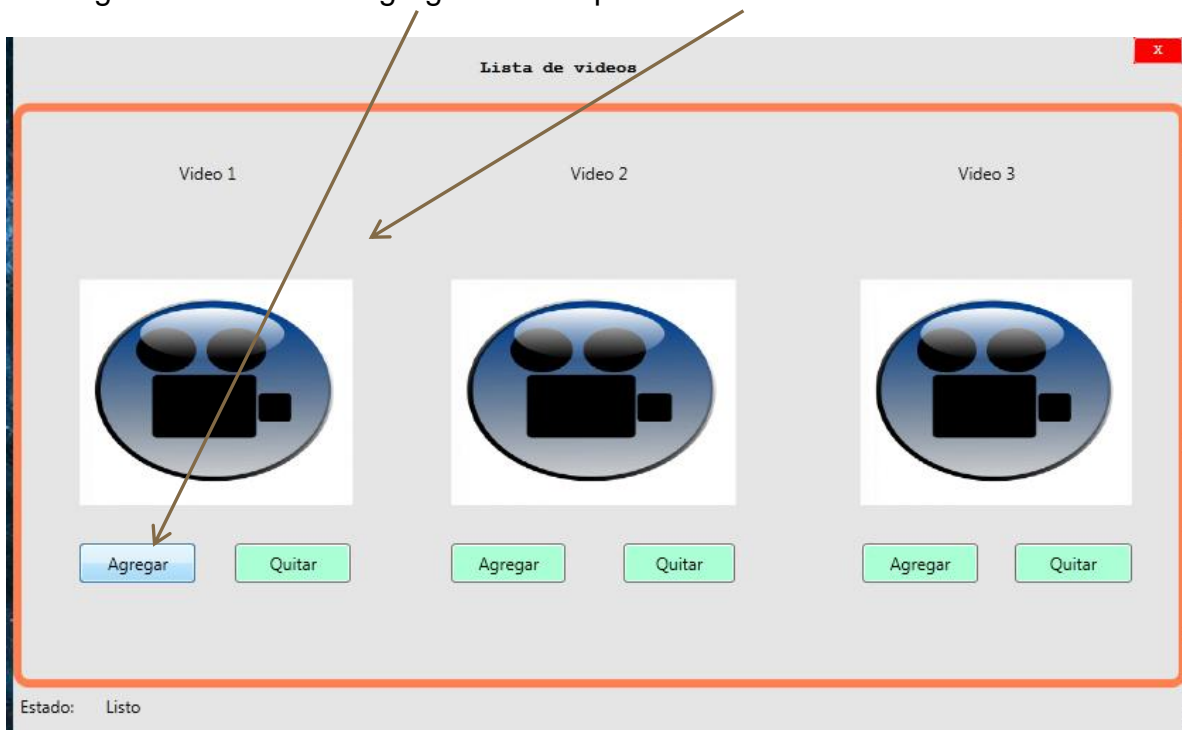 X
Lista de videos
Video 1 Video 2 Video 3
Agregar Quitar Agregar Quitar Agregar Quitar
Estado: Listo